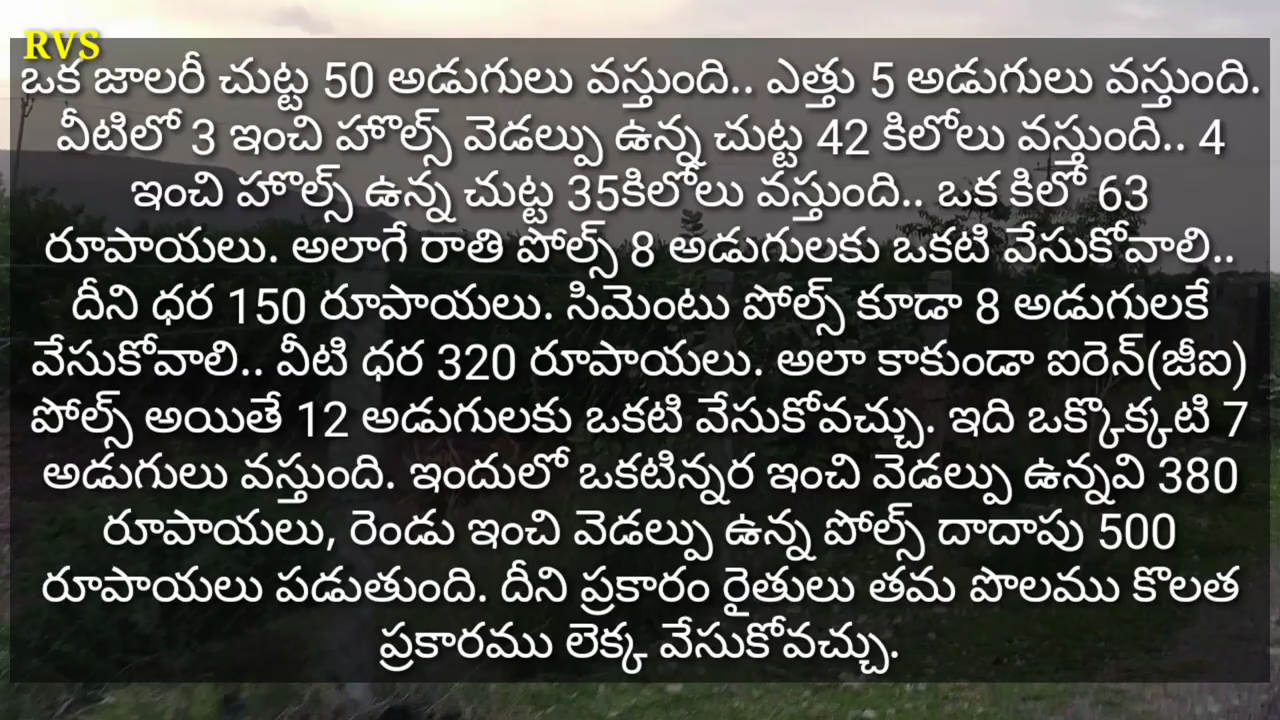 RVS
ఒక జాలరీ చుట్ట 50 అడుగులు వస్తుంది.. ఎత్తు 5 అడుగులు వస్తుంది.
వీటిలో 3 ఇంచి హొల్స్ వెడల్పు ఉన్న చుట్ట 42 కిలోలు వస్తుంది.. 4
ఇంచి హొల్స్ ఉన్న చుట్ట 35కిలోలు వస్తుంది.. ఒక కిలో 63
రూపాయలు. అలాగే రాతి పోల్స్ 8 అడుగులకు ఒకటి వేసుకోవాలి..
దీని ధర 150 రూపాయలు. సిమెంటు పోల్స్ కూడా 8 అడుగులకే
వేసుకోవాలి.. వీటి ధర 320 రూపాయలు. అలా కాకుండా ఐరెన్(జీఐ)
పోల్స్ అయితే 12 అడుగులకు ఒకటి వేసుకోవచ్చు. ఇది ఒక్కొక్కటి 7
అడుగులు వస్తుంది. ఇందులో ఒకటిన్నర ఇంచి వెడల్పు ఉన్నవి 380
రూపాయలు, రెండు ఇంచి వెడల్పు ఉన్న పోల్స్ దాదాపు 500
రూపాయలు పడుతుంది. దీని ప్రకారం రైతులు తమ పొలము కొలత
ప్రకారము లెక్క వేసుకోవచ్చు.